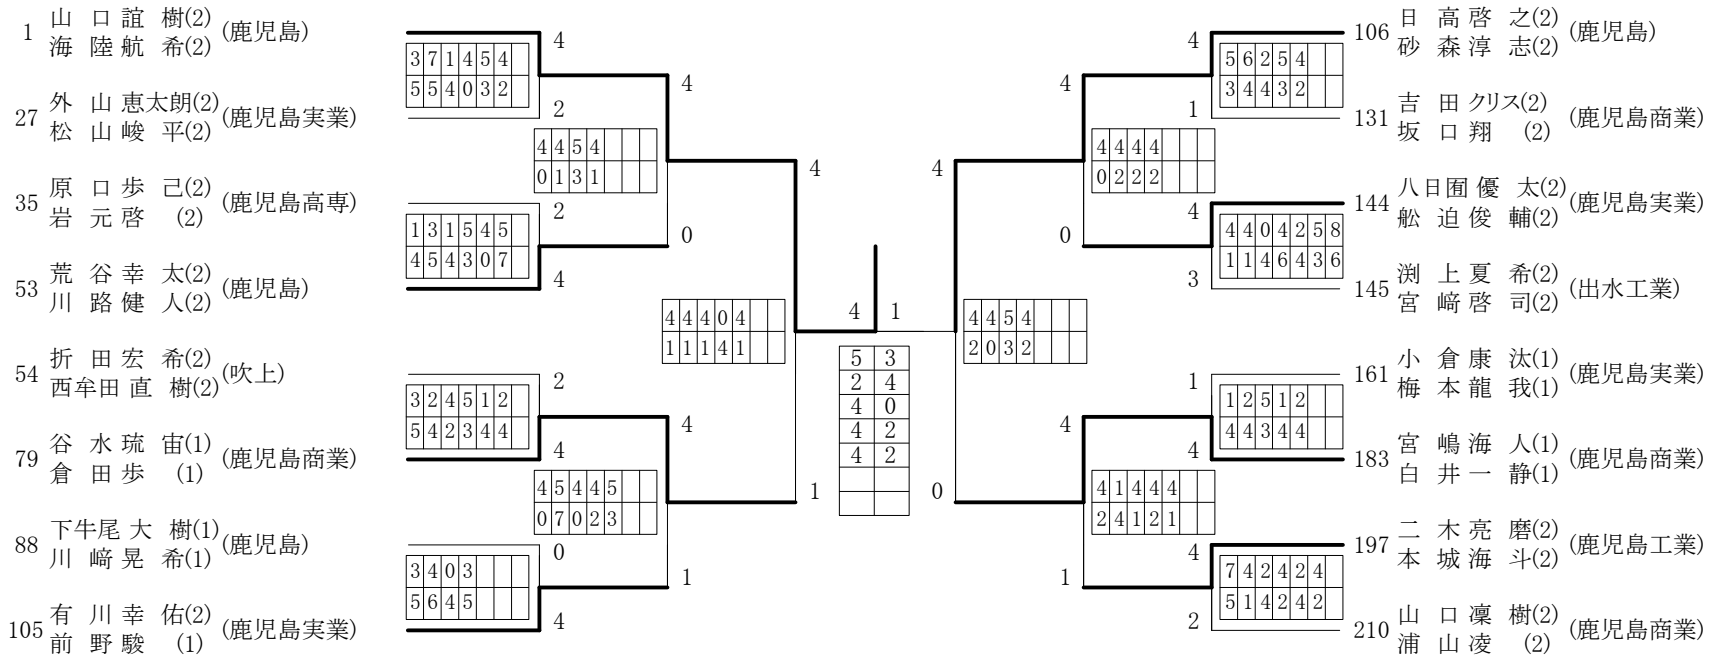 1 山 口 誼 樹(2) (鹿児島)
海 陸 航 希(2)
4
3 7 1 4 5 4
5 5 4 0 3 2
4
27 外 山 恵太朗(2) (鹿児島実業)
松 山 峻 平(2)
2
4 4 5 4
0 1 3 1
4
35 原 口 歩 己(2) (鹿児島高専)
岩 元 啓 (2)
2
1 3 1 5 4 5
4 5 4 3 0 7
0
53 荒 谷 幸 太(2) (鹿児島)
川 路 健 人(2)
4
4 4 4 0 4
1 1 1 4 1
54 折 田 宏 希(2) (吹上)
西牟田 直 樹(2)
2
3 2 4 5 1 2
5 4 2 3 4 4
4
79 谷 水 琉 宙(1) (鹿児島商業)
倉 田 歩 (1)
4
4 5 4 4 5
0 7 0 2 3
1
88 下牛尾 大 樹(1) (鹿児島)
川 﨑 晃 希(1)
0
3 4 0 3
5 6 4 5
1
105 有 川 幸 佑(2) (鹿児島実業)
前 野 駿 (1)
4
4 1
5 3
2 4
4 0
4 2
4 2
106 日 高 啓 之(2) (鹿児島)
砂 森 淳 志(2)
4
5 6 2 5 4
3 4 4 3 2
4
131 吉 田 クリス(2) (鹿児島商業)
坂 口 翔 (2)
1
4 4 4 4
0 2 2 2
4
144 八日囿 優 太(2) (鹿児島実業)
舩 迫 俊 輔(2)
4
4 4 0 4 2 5 8
1 1 4 6 4 3 6
0
145 渕 上 夏 希(2) (出水工業)
宮 﨑 啓 司(2)
3
4 4 5 4
2 0 3 2
161 小 倉 康 汰(1) (鹿児島実業)
梅 本 龍 我(1)
1
1 2 5 1 2
4 4 3 4 4
4
183 宮 嶋 海 人(1) (鹿児島商業)
白 井 一 静(1)
4
4 1 4 4 4
2 4 1 2 1
0
197 二 木 亮 磨(2) (鹿児島工業)
本 城 海 斗(2)
4
7 4 2 4 2 4
5 1 4 2 4 2
1
210 山 口 凜 樹(2) (鹿児島商業)
浦 山 凌 (2)
2